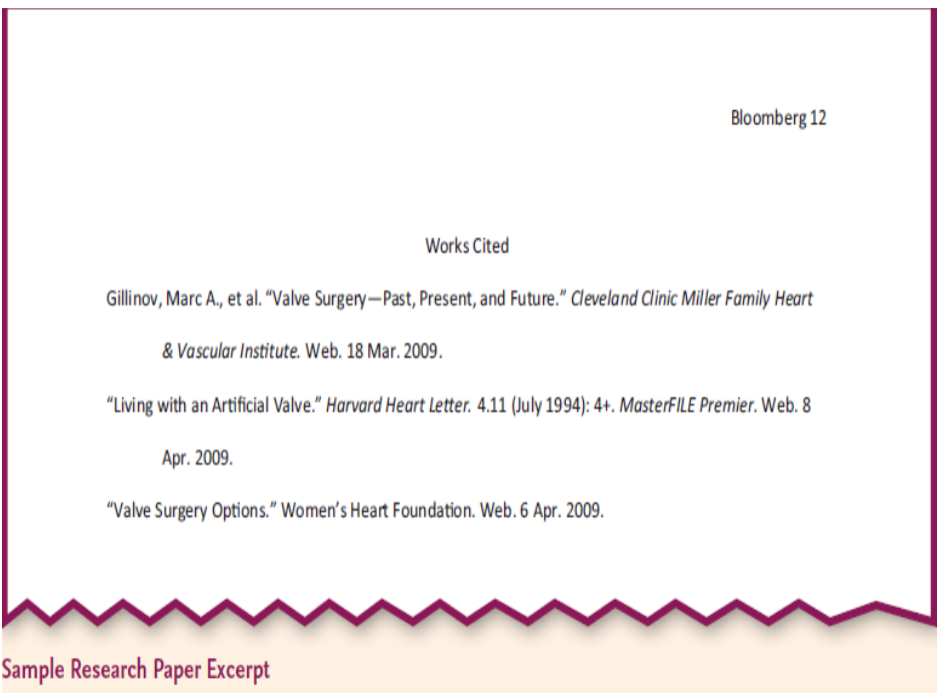 Bloomberg 12
Works Cited
Gillinov, Marc A., et al. “Valve Surgery—Past, Present, and Future.” Cleveland Clinic Miller Family Heart
& Vascular Institute. Web. 18 Mar. 2009.
“Living with an Artificial Valve.” Harvard Heart Letter. 4.11 (July 1994): 4+. MasterFILE Premier. Web. 8
Apr. 2009.
“Valve Surgery Options.” Women’s Heart Foundation. Web. 6 Apr. 2009.
Sample Research Paper Excerpt